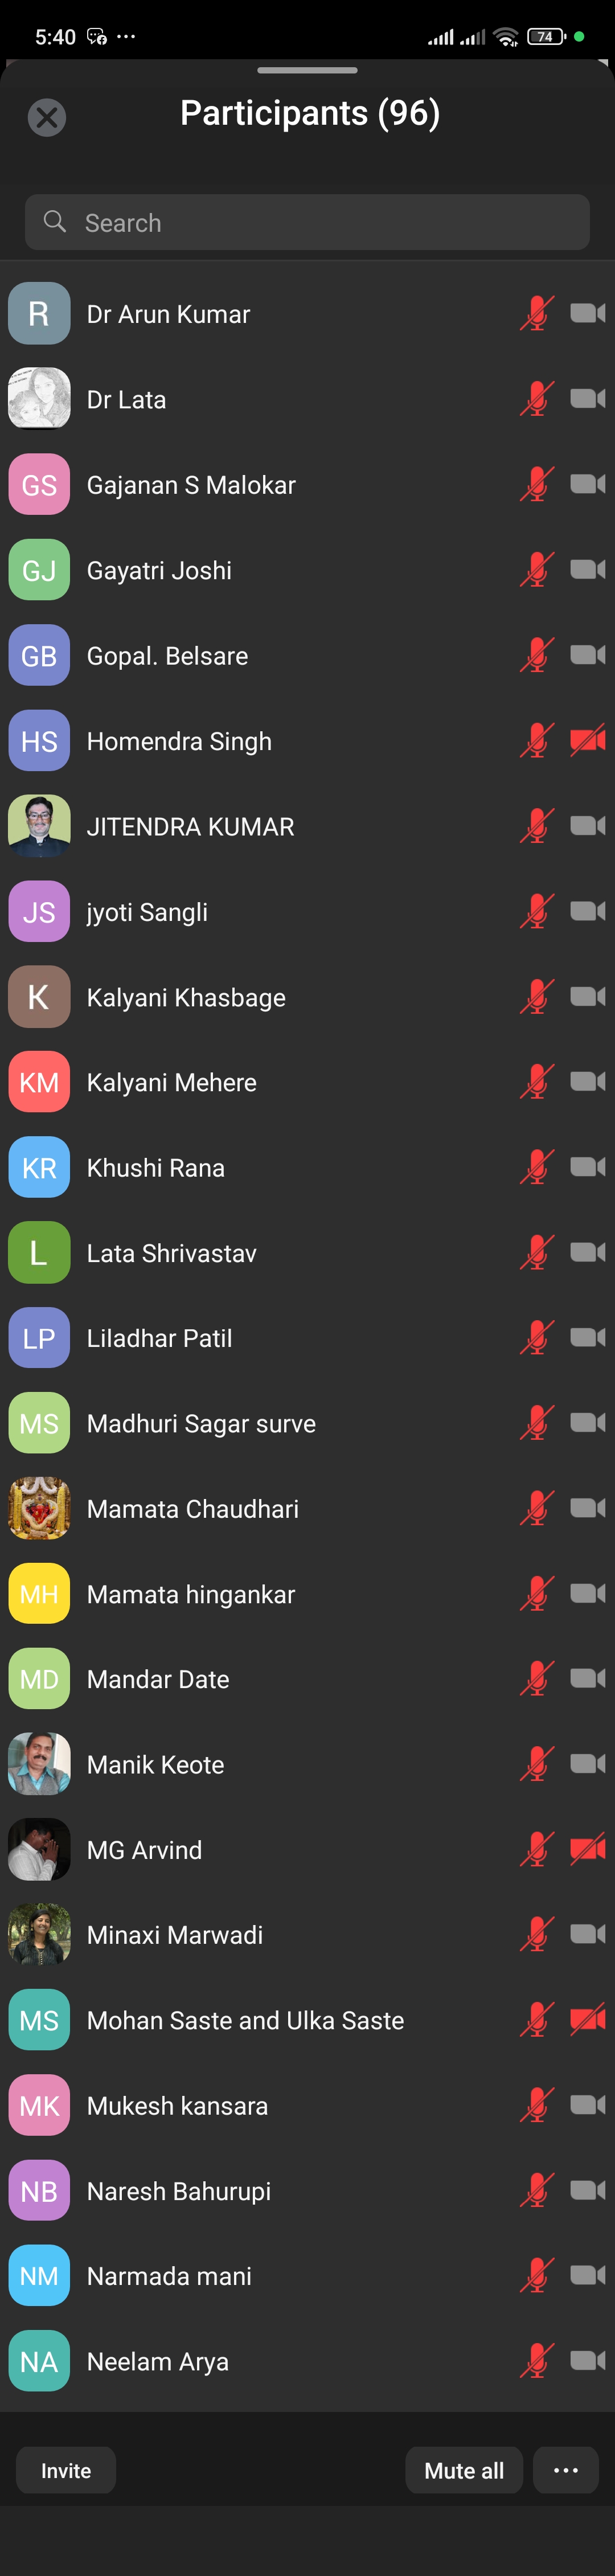 5:40 ... 74
Participants (96)
Search
R Dr Arun Kumar
Dr Lata
GS Gajanan S Malokar
GJ Gayatri Joshi
GB Gopal. Belsare
HS Homendra Singh
JITENDRA KUMAR
JS jyoti Sangli
K Kalyani Khasbage
KM Kalyani Mehere
KR Khushi Rana
L Lata Shrivastav
LP Liladhar Patil
MS Madhuri Sagar surve
Mamata Chaudhari
MH Mamata hingankar
MD Mandar Date
Manik Keote
MG Arvind
Minaxi Marwadi
MS Mohan Saste and Ulka Saste
MK Mukesh kansara
NB Naresh Bahurupi
NM Narmada mani
NA Neelam Arya
Invite Mute all ...